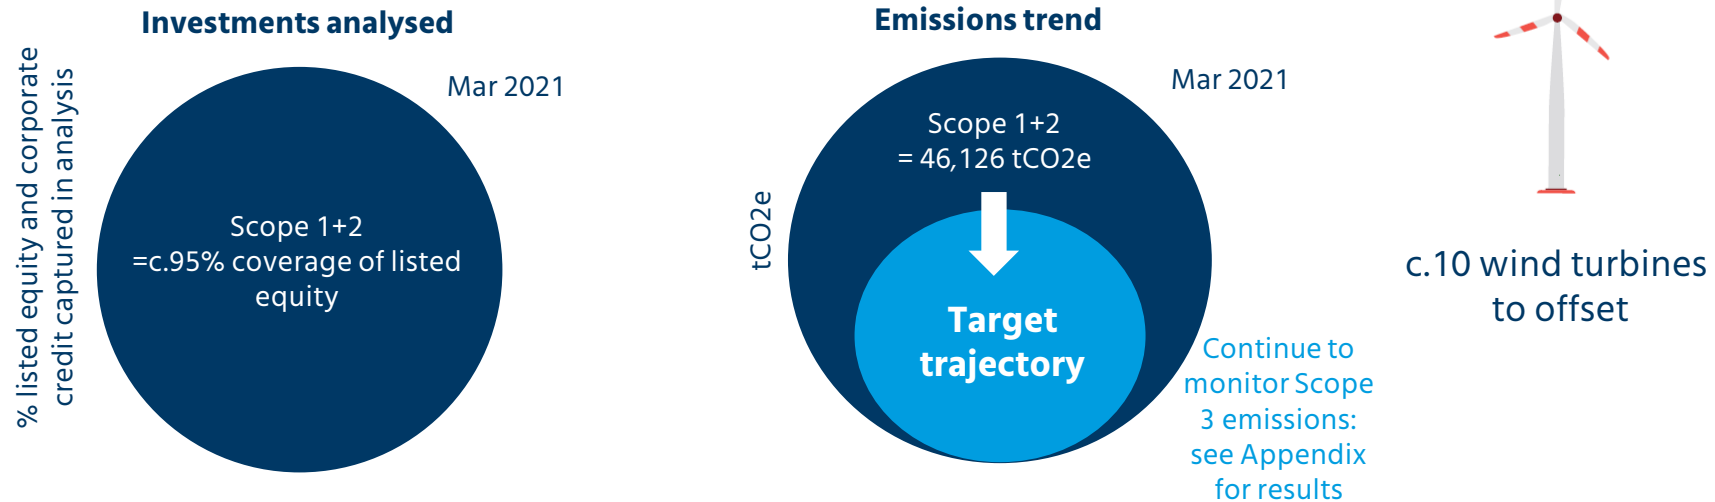 Investments analysed
% listed equity and corporate
credit captured in analysis
Mar 2021
Scope 1+2
=c.95% coverage of listed
equity
Emissions trend
Mar 2021
tCO2e
Scope 1+2
= 46,126 tCO2e
Target
trajectory
Continue to
monitor Scope
3 emissions:
see Appendix
for results
c.10 wind turbines
to offset